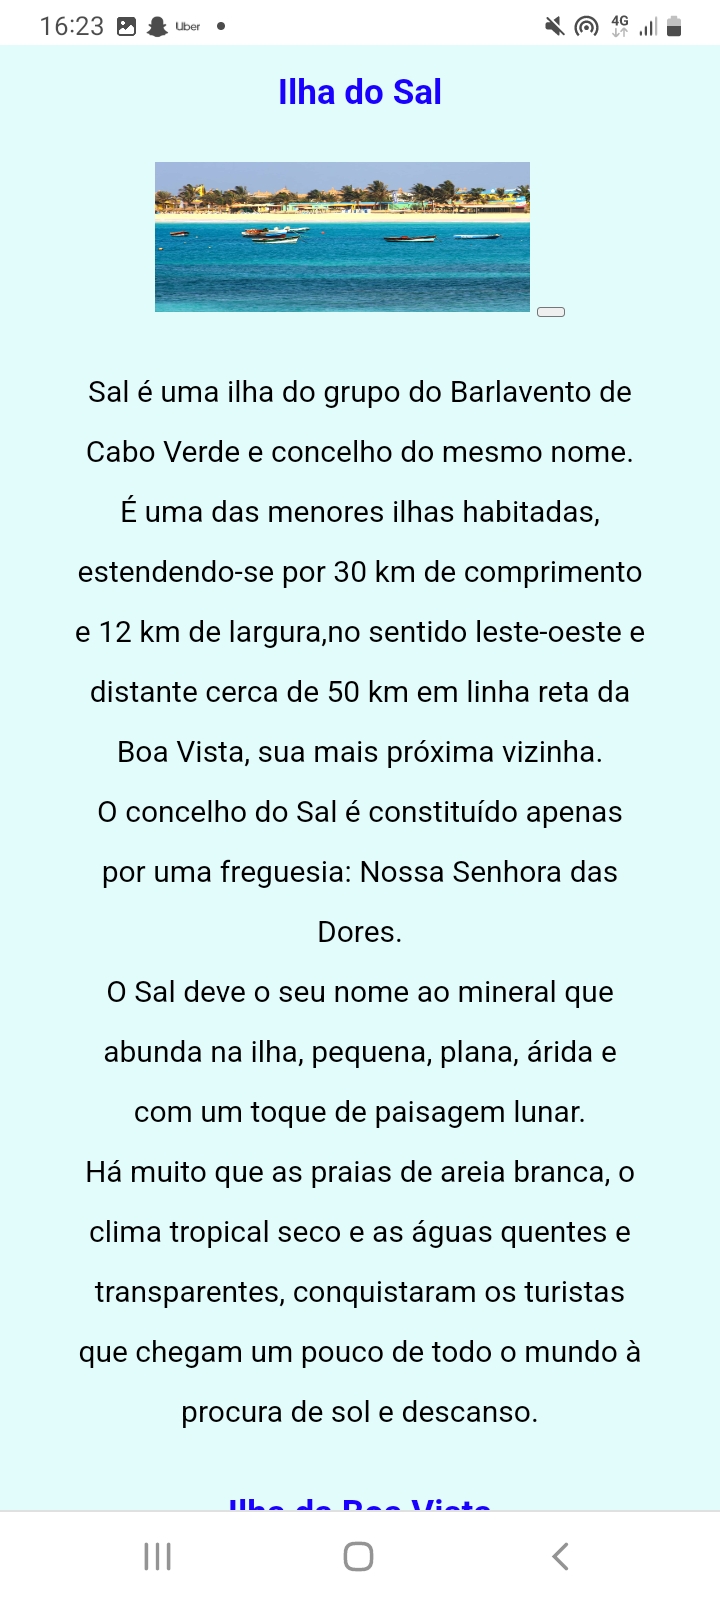 16:23 Uber 4G
Ilha do Sal
Sal é uma ilha do grupo do Barlavento de
Cabo Verde e concelho do mesmo nome.
É uma das menores ilhas habitadas,
estendendo-se por 30 km de comprimento
e 12 km de largura,no sentido leste-oeste e
distante cerca de 50 km em linha reta da
Boa Vista, sua mais próxima vizinha.
O concelho do Sal é constituído apenas
por uma freguesia: Nossa Senhora das
Dores.
O Sal deve o seu nome ao mineral que
abunda na ilha, pequena, plana, árida e
com um toque de paisagem lunar.
Há muito que as praias de areia branca, o
clima tropical seco e as águas quentes e
transparentes, conquistaram os turistas
que chegam um pouco de todo o mundo à
procura de sol e descanso.
Ilha da Boa Vista